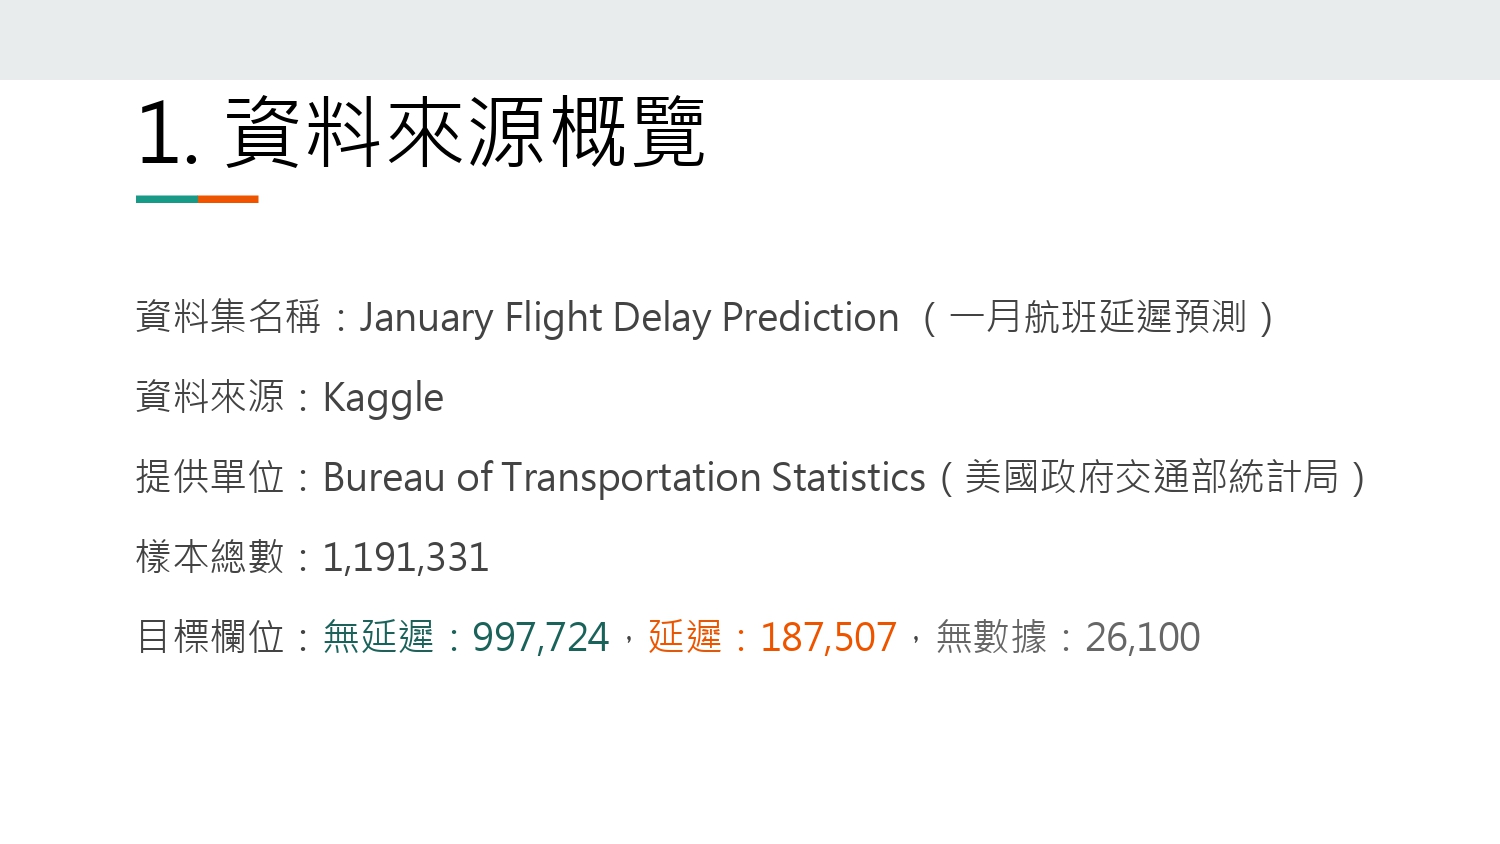 1. 資料來源概覽
資料集名稱：January Flight Delay Prediction （一月航班延遲預測）
資料來源：Kaggle
提供單位：Bureau of Transportation Statistics（美國政府交通部統計局）
樣本總數：1,191,331
目標欄位：無延遲：997,724，延遲：187,507，無數據：26,100